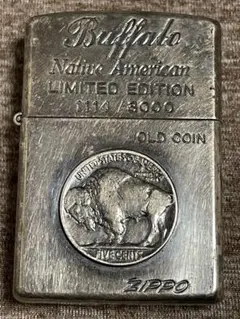 Buffalo
Native American
LIMITED EDITION
1114/3000
OLD COIN
UNITED STATES OF AMERICA
FIVE CENTS
ZIPPO